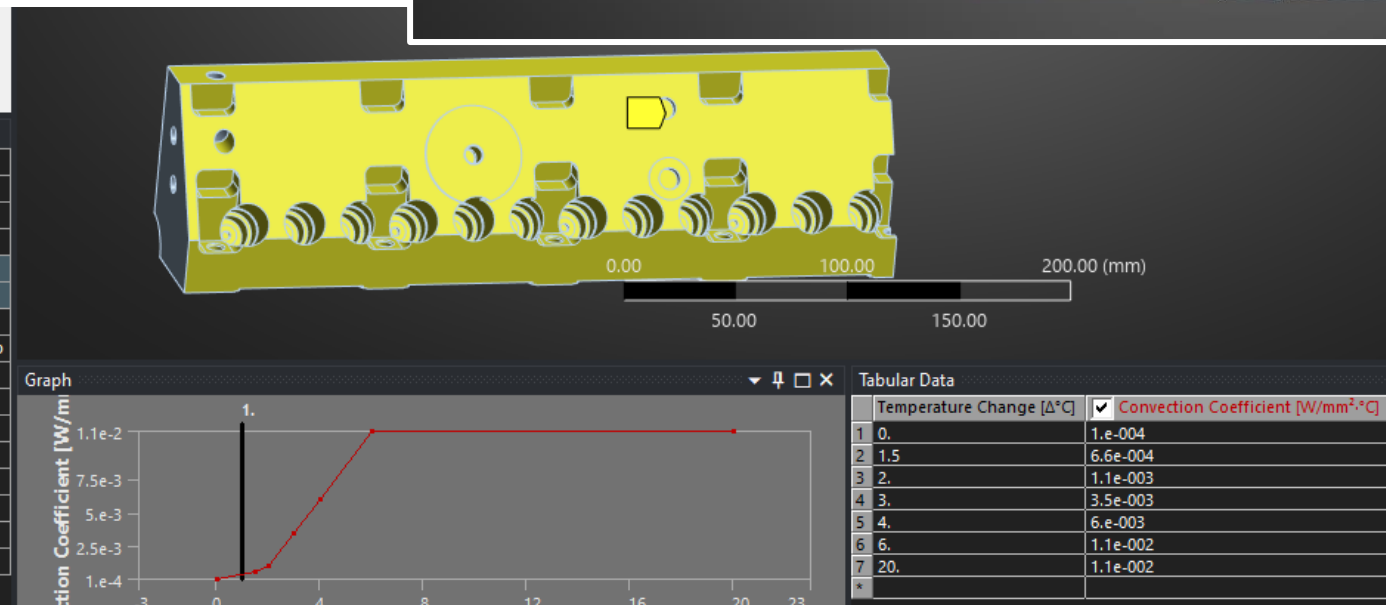 0.00 100.00 200.00 (mm)
50.00 150.00
Graph
1.
1.1e-2
7.5e-3
5.e-3
2.5e-3
1.e-4
3 0 4 8 12 16 20 23
Tabular Data
Temperature Change [Δ°C] Convection Coefficient [W/mm²·°C]
1 0. 1.e-004
2 1.5 6.6e-004
3 2. 1.1e-003
4 3. 3.5e-003
5 4. 6.e-003
6 6. 1.1e-002
7 20. 1.1e-002
*
ction Coefficient [W/m